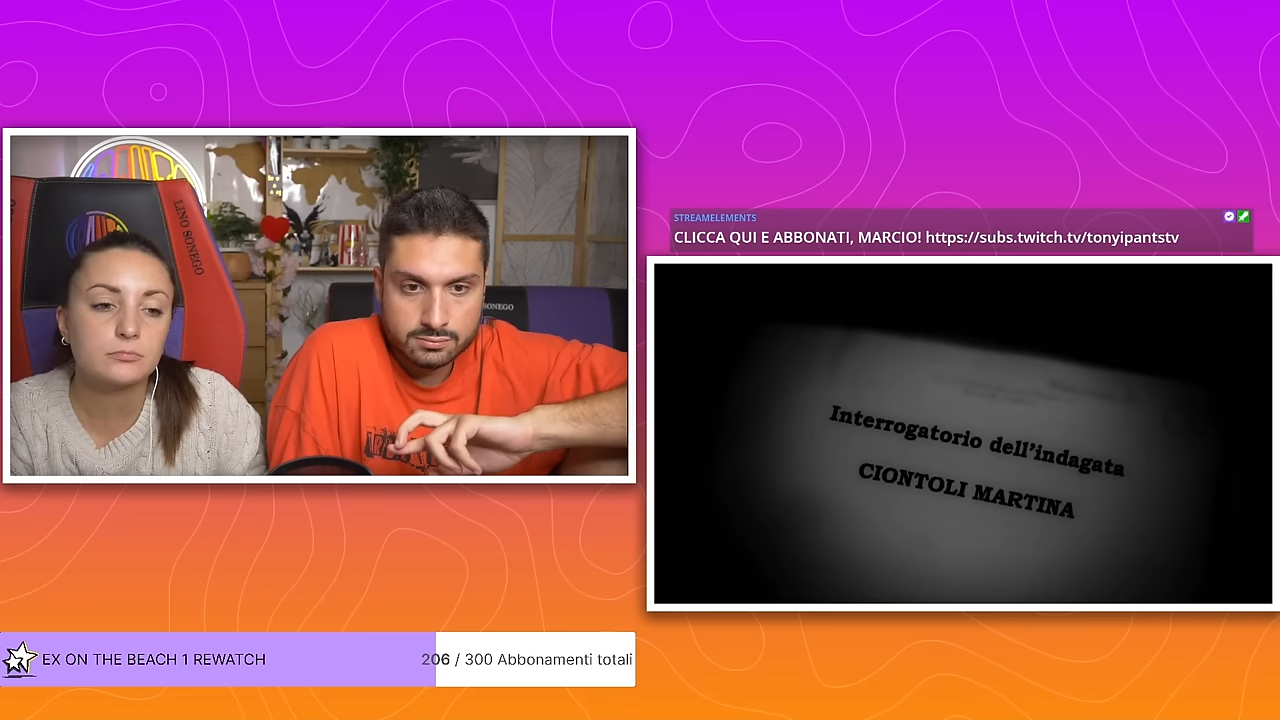 LINO SONEGO
SONEGO
STREAMELEMENTS
CLICCA QUI E ABBONATI, MARCIO! https://subs.twitch.tv/tonyipantstv
Interrogatorio dell'indagata
CIONTOLI MARTINA
EX ON THE BEACH 1 REWATCH
206 / 300 Abbonamenti totali